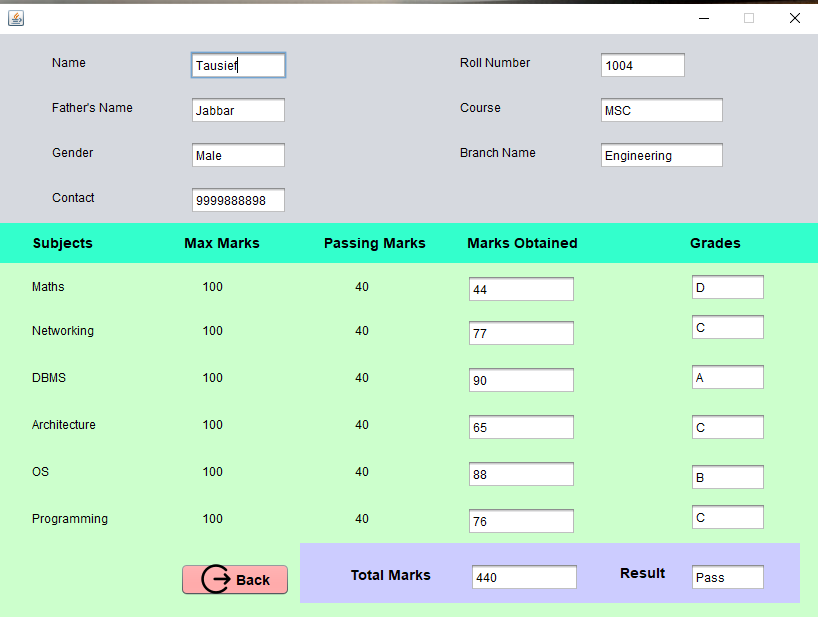 Name Tausief Roll Number 1004
Father's Name Jabbar Course MSC
Gender Male Branch Name Engineering
Contact 9999888898
Subjects Max Marks Passing Marks Marks Obtained Grades
Maths 100 40 44 D
Networking 100 40 77 C
DBMS 100 40 90 A
Architecture 100 40 65 C
OS 100 40 88 B
Programming 100 40 76 C
Back Total Marks 440 Result Pass